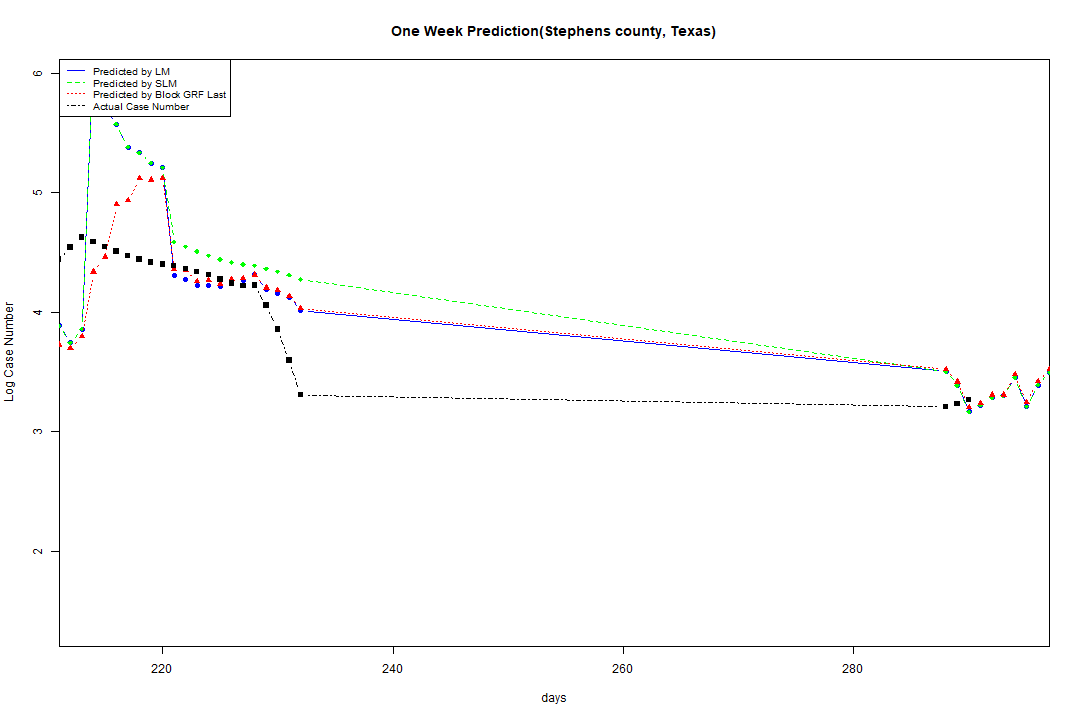 One Week Prediction(Stephens county, Texas)
Predicted by LM
Predicted by SLM
Predicted by Block GRF Last
Actual Case Number
6
5
4
3
2
Log Case Number
220 240 260 280
days